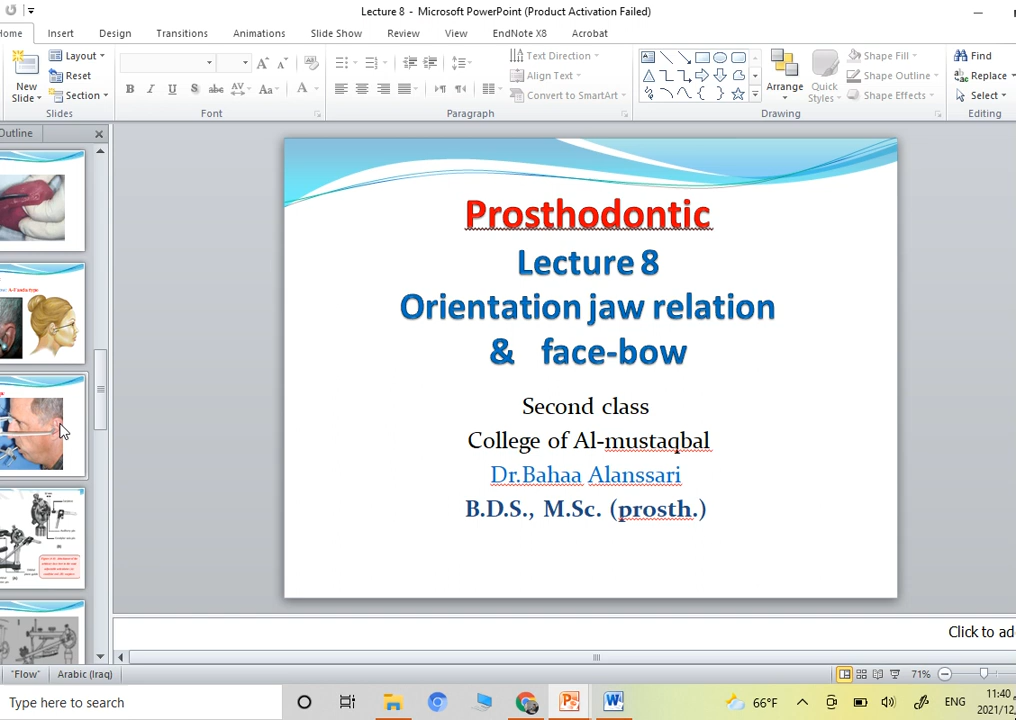 Lecture 8 - Microsoft PowerPoint (Product Activation Failed)
ome Insert Design Transitions Animations Slide Show Review View EndNote X8 Acrobat
New Slide
Layout
Reset
Section
Slides
B I U S abc AV Aa A
Font
Text Direction
Align Text
Convert to SmartArt
Paragraph
Arrange
Quick Styles
Shape Fill
Shape Outline
Shape Effects
Drawing
Find
Replace
Select
Editing
Outline
Prosthodontic
Lecture 8
Orientation jaw relation
& face-bow
Second class
College of Al-mustaqbal
Dr.Bahaa Alanssari
B.D.S., M.Sc. (prosth.)
Click to ad
"Flow" Arabic (Iraq) 71%
Type here to search
66°F
ENG
11:40
2021/12/